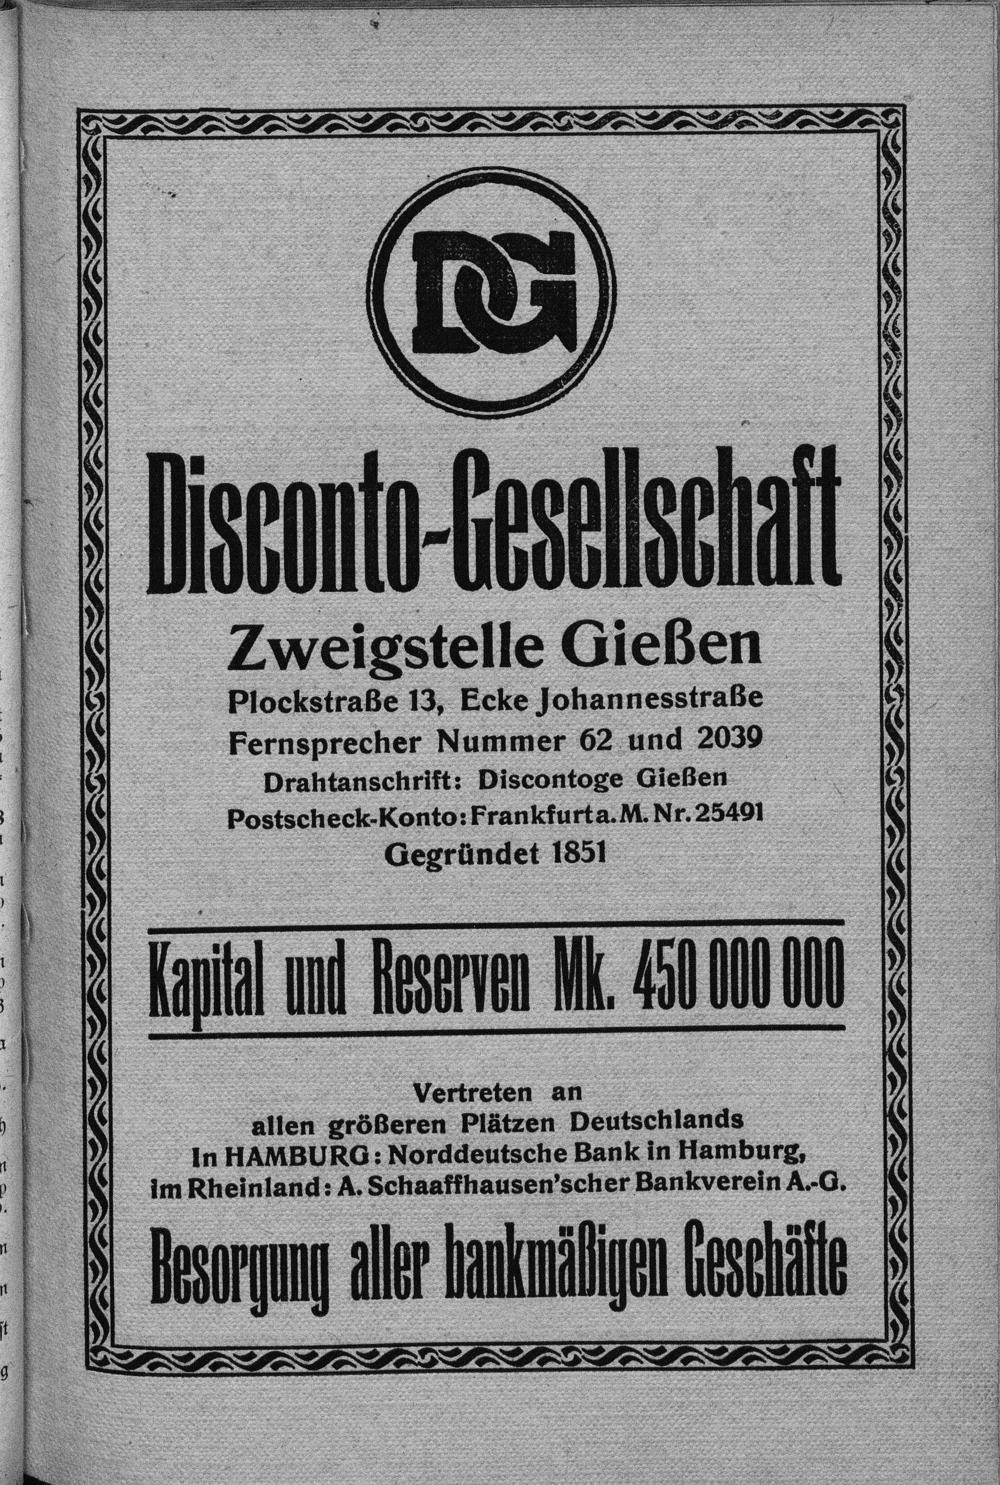 DG
Disconto-Gesellschaft
Zweigstelle Gießen
Plockstraße 13, Ecke Johannesstraße
Fernsprecher Nummer 62 und 2039
Drahtanschrift: Discontoge Gießen
Postscheck-Konto: Frankfurt a. M. Nr. 25491
Gegründet 1851
Kapital und Reserven Mk. 450 000 000
Vertreten an
allen größeren Plätzen Deutschlands
In HAMBURG: Norddeutsche Bank in Hamburg,
im Rheinland: A. Schaaffhausen'scher Bankverein A.-G.
Besorgung aller bankmäßigen Geschäfte